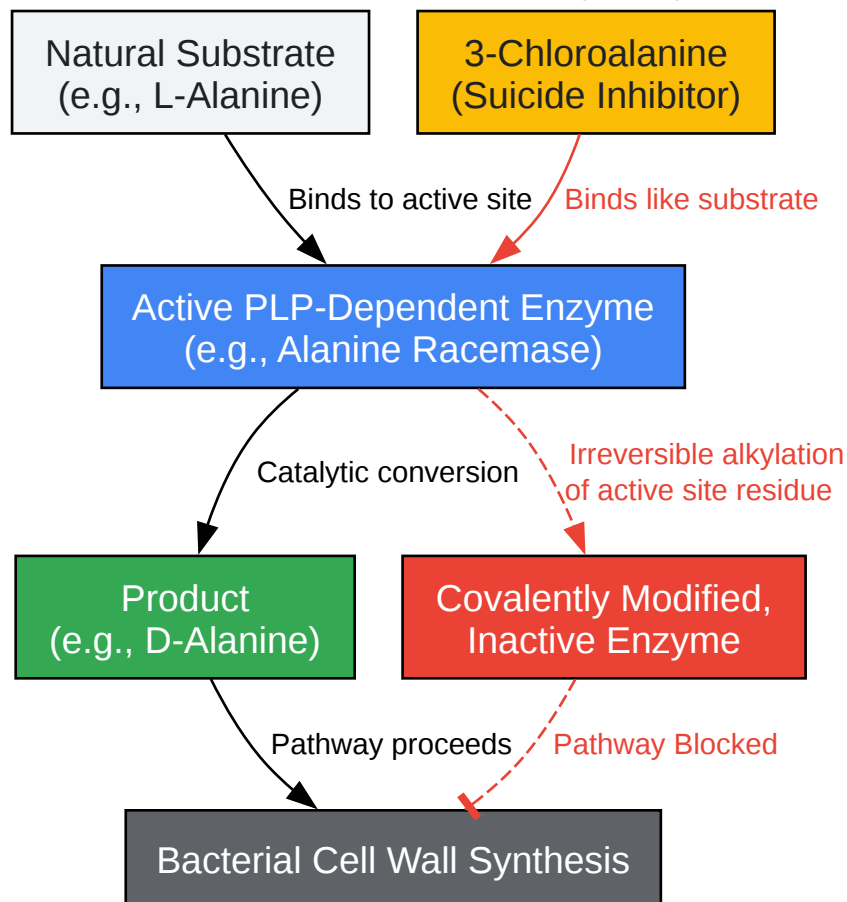 Natural Substrate
(e.g., L-Alanine)
3-Chloroalanine
(Suicide Inhibitor)
Binds to active site
Binds like substrate
Active PLP-Dependent Enzyme
(e.g., Alanine Racemase)
Catalytic conversion
Irreversible alkylation
of active site residue
Product
(e.g., D-Alanine)
Covalently Modified,
Inactive Enzyme
Pathway proceeds
Pathway Blocked
Bacterial Cell Wall Synthesis